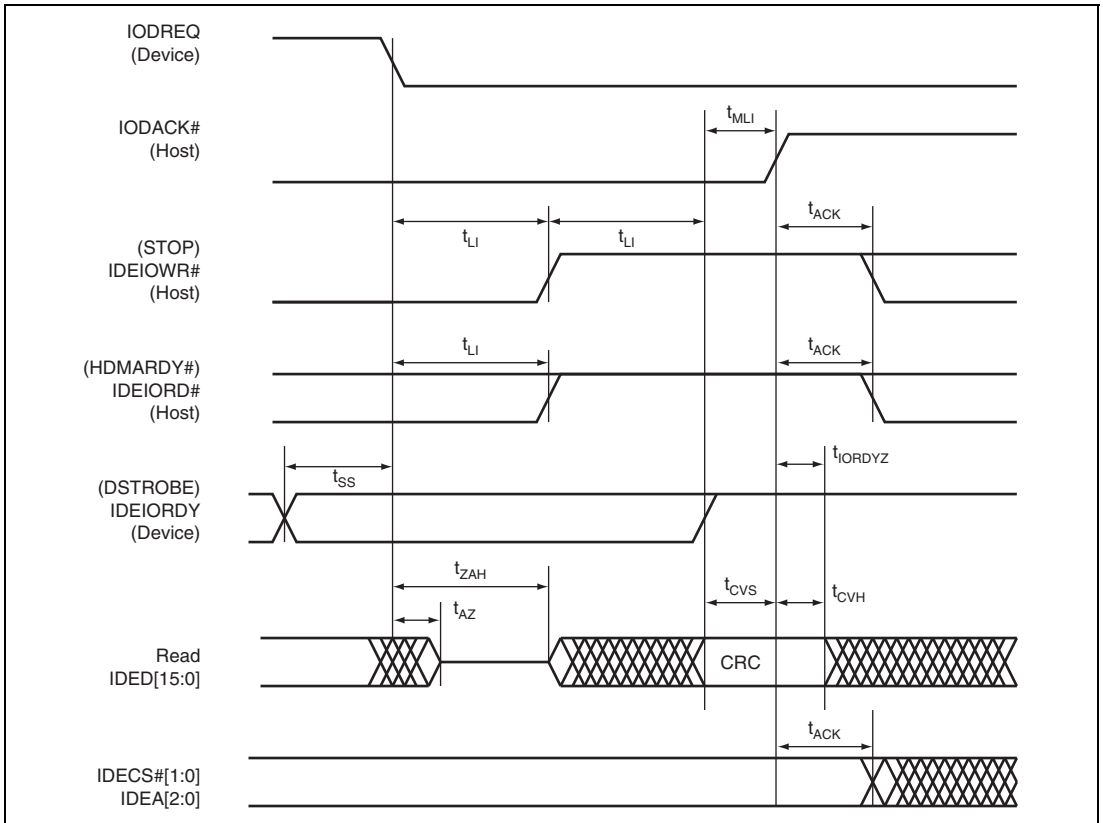 IODREQ
(Device)
IODACK#
(Host)
tMLI
tACK
(STOP)
IDEIOWR#
(Host)
tLI
tLI
(HDMARDY#)
IDEIORD#
(Host)
tLI
tACK
tIORDYZ
(DSTROBE)
IDEIORDY
(Device)
tSS
tZAH
tAZ
tCVS
tCVH
Read
IDED[15:0]
CRC
tACK
IDECS#[1:0]
IDEA[2:0]